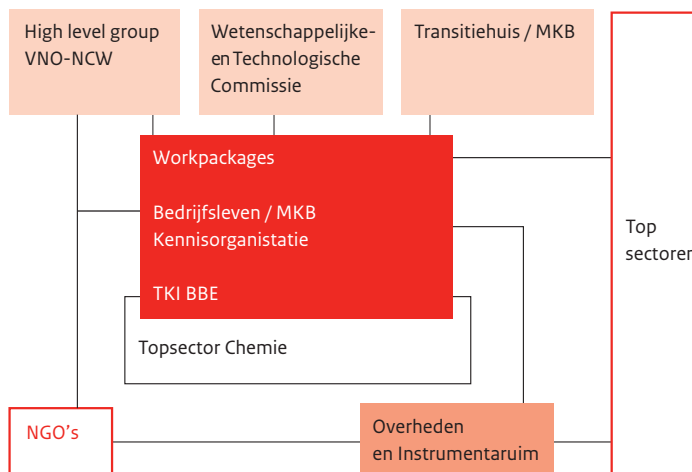 High level group
VNO-NCW
Wetenschappelijke-
en Technologische
Commissie
Transitiehuis / MKB
Workpackages
Bedrijfsleven / MKB
Kennisorganistatie
TKI BBE
Topsector Chemie
Top
sectoren
NGO's
Overheden
en Instrumentaruim